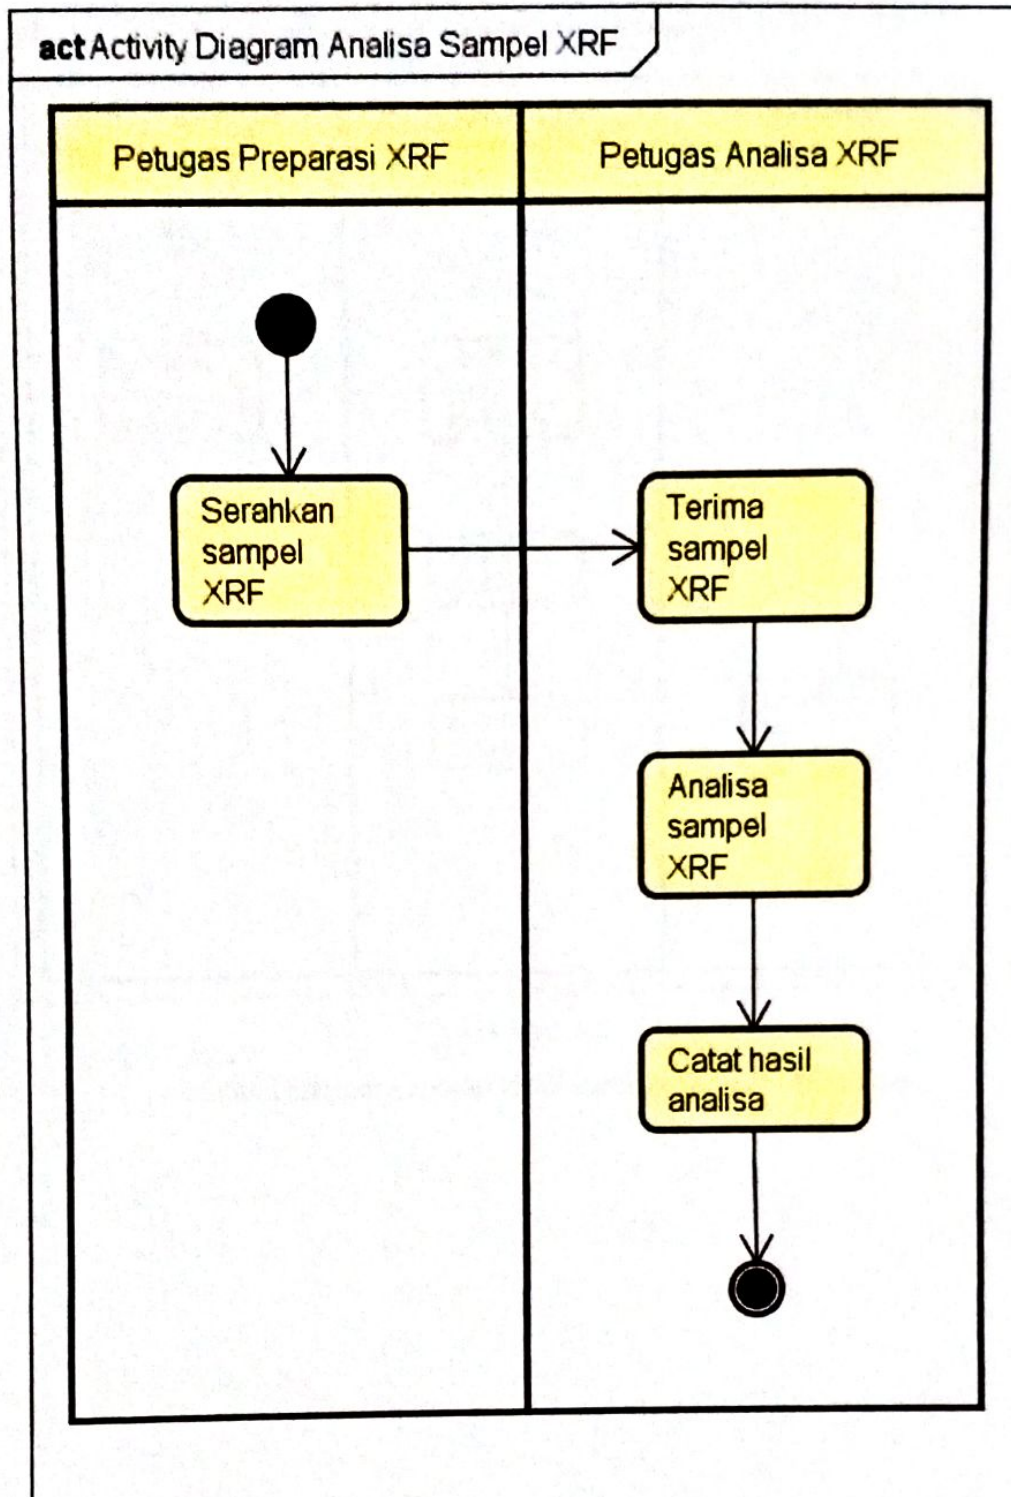 act Activity Diagram Analisa Sampel XRF
Petugas Preparasi XRF
Petugas Analisa XRF
Serahkan
sampel
XRF
Terima
sampel
XRF
Analisa
sampel
XRF
Catat hasil
analisa